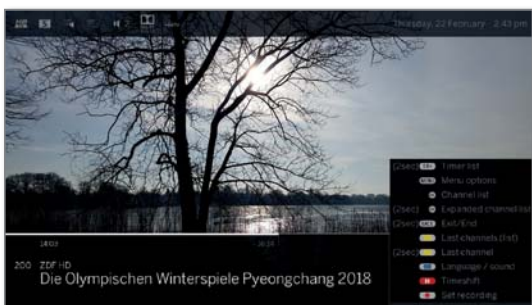 Thursday, 22 February · 2:43 pm
(2sec) Timer list
Menu options
Channel list
(2sec) Expanded channel list
(2sec) Exit/End
Last channels (list)
(2sec) Last channel
Language / sound
Timeshift
Set recording
14:03
200 ZDF HD
Die Olympischen Winterspiele Pyeongchang 2018